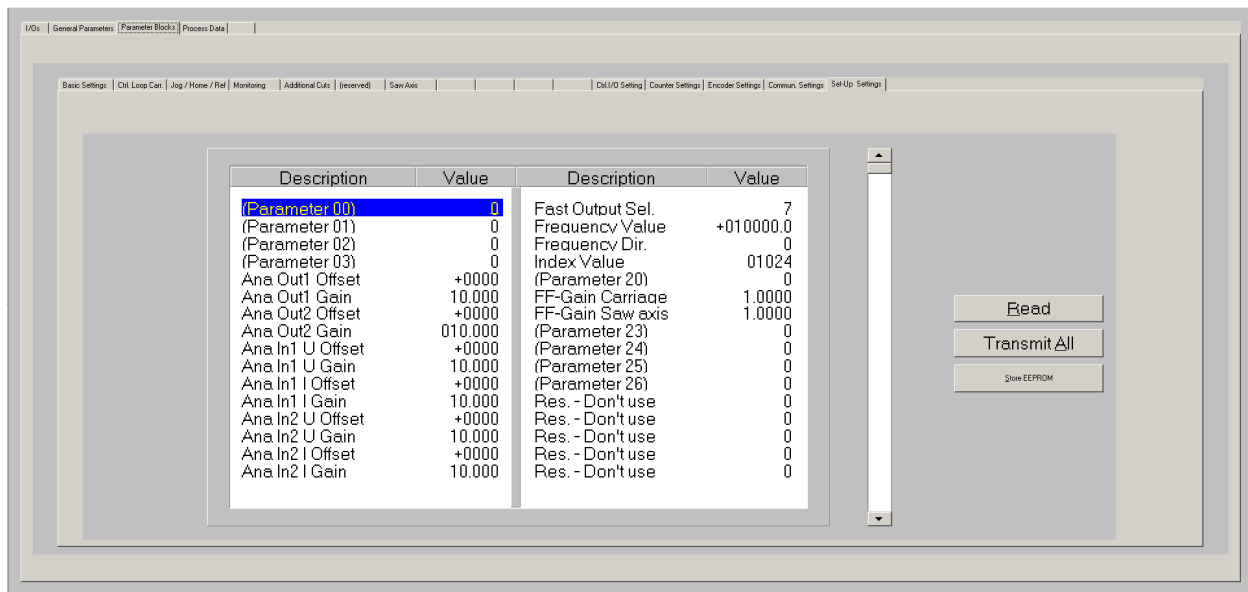 I/Os General Parameters Parameter Blocks Process Data
Basic Settings Ctrl. Loop Carr. Jog / Home / Ref Monitoring Additional Cuts (reserved) Saw Axis Ctrl.I/O Setting Counter Settings Encoder Settings Commun. Settings Set-Up Settings
Description Value Description Value
(Parameter 00) 0 Fast Output Sel. 7
(Parameter 01) 0 Frequency Value +010000.0
(Parameter 02) 0 Frequency Dir. 0
(Parameter 03) 0 Index Value 01024
Ana Out1 Offset +0000 (Parameter 20) 0
Ana Out1 Gain 10.000 FF-Gain Carriage 1.0000
Ana Out2 Offset +0000 FF-Gain Saw axis 1.0000
Ana Out2 Gain 010.000 (Parameter 23) 0
Ana In1 U Offset +0000 (Parameter 24) 0
Ana In1 U Gain 10.000 (Parameter 25) 0
Ana In1 I Offset +0000 (Parameter 26) 0
Ana In1 I Gain 10.000 Res. - Don't use 0
Ana In2 U Offset +0000 Res. - Don't use 0
Ana In2 U Gain 10.000 Res. - Don't use 0
Ana In2 I Offset +0000 Res. - Don't use 0
Ana In2 I Gain 10.000 Res. - Don't use 0
Read
Transmit All
Store EEPROM